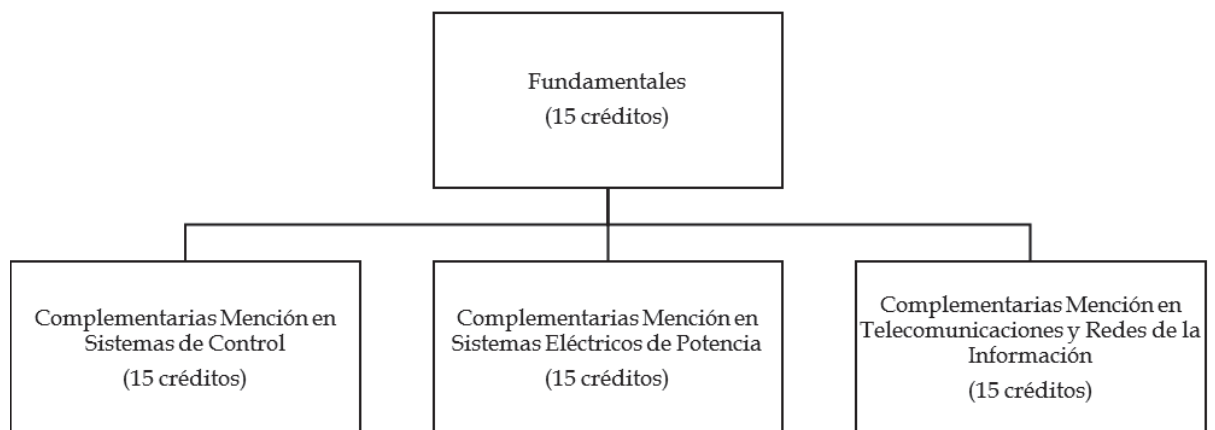 Fundamentales
(15 créditos)
Complementarias Mención en
Sistemas de Control
(15 créditos)
Complementarias Mención en
Sistemas Eléctricos de Potencia
(15 créditos)
Complementarias Mención en
Telecomunicaciones y Redes de la
Información
(15 créditos)